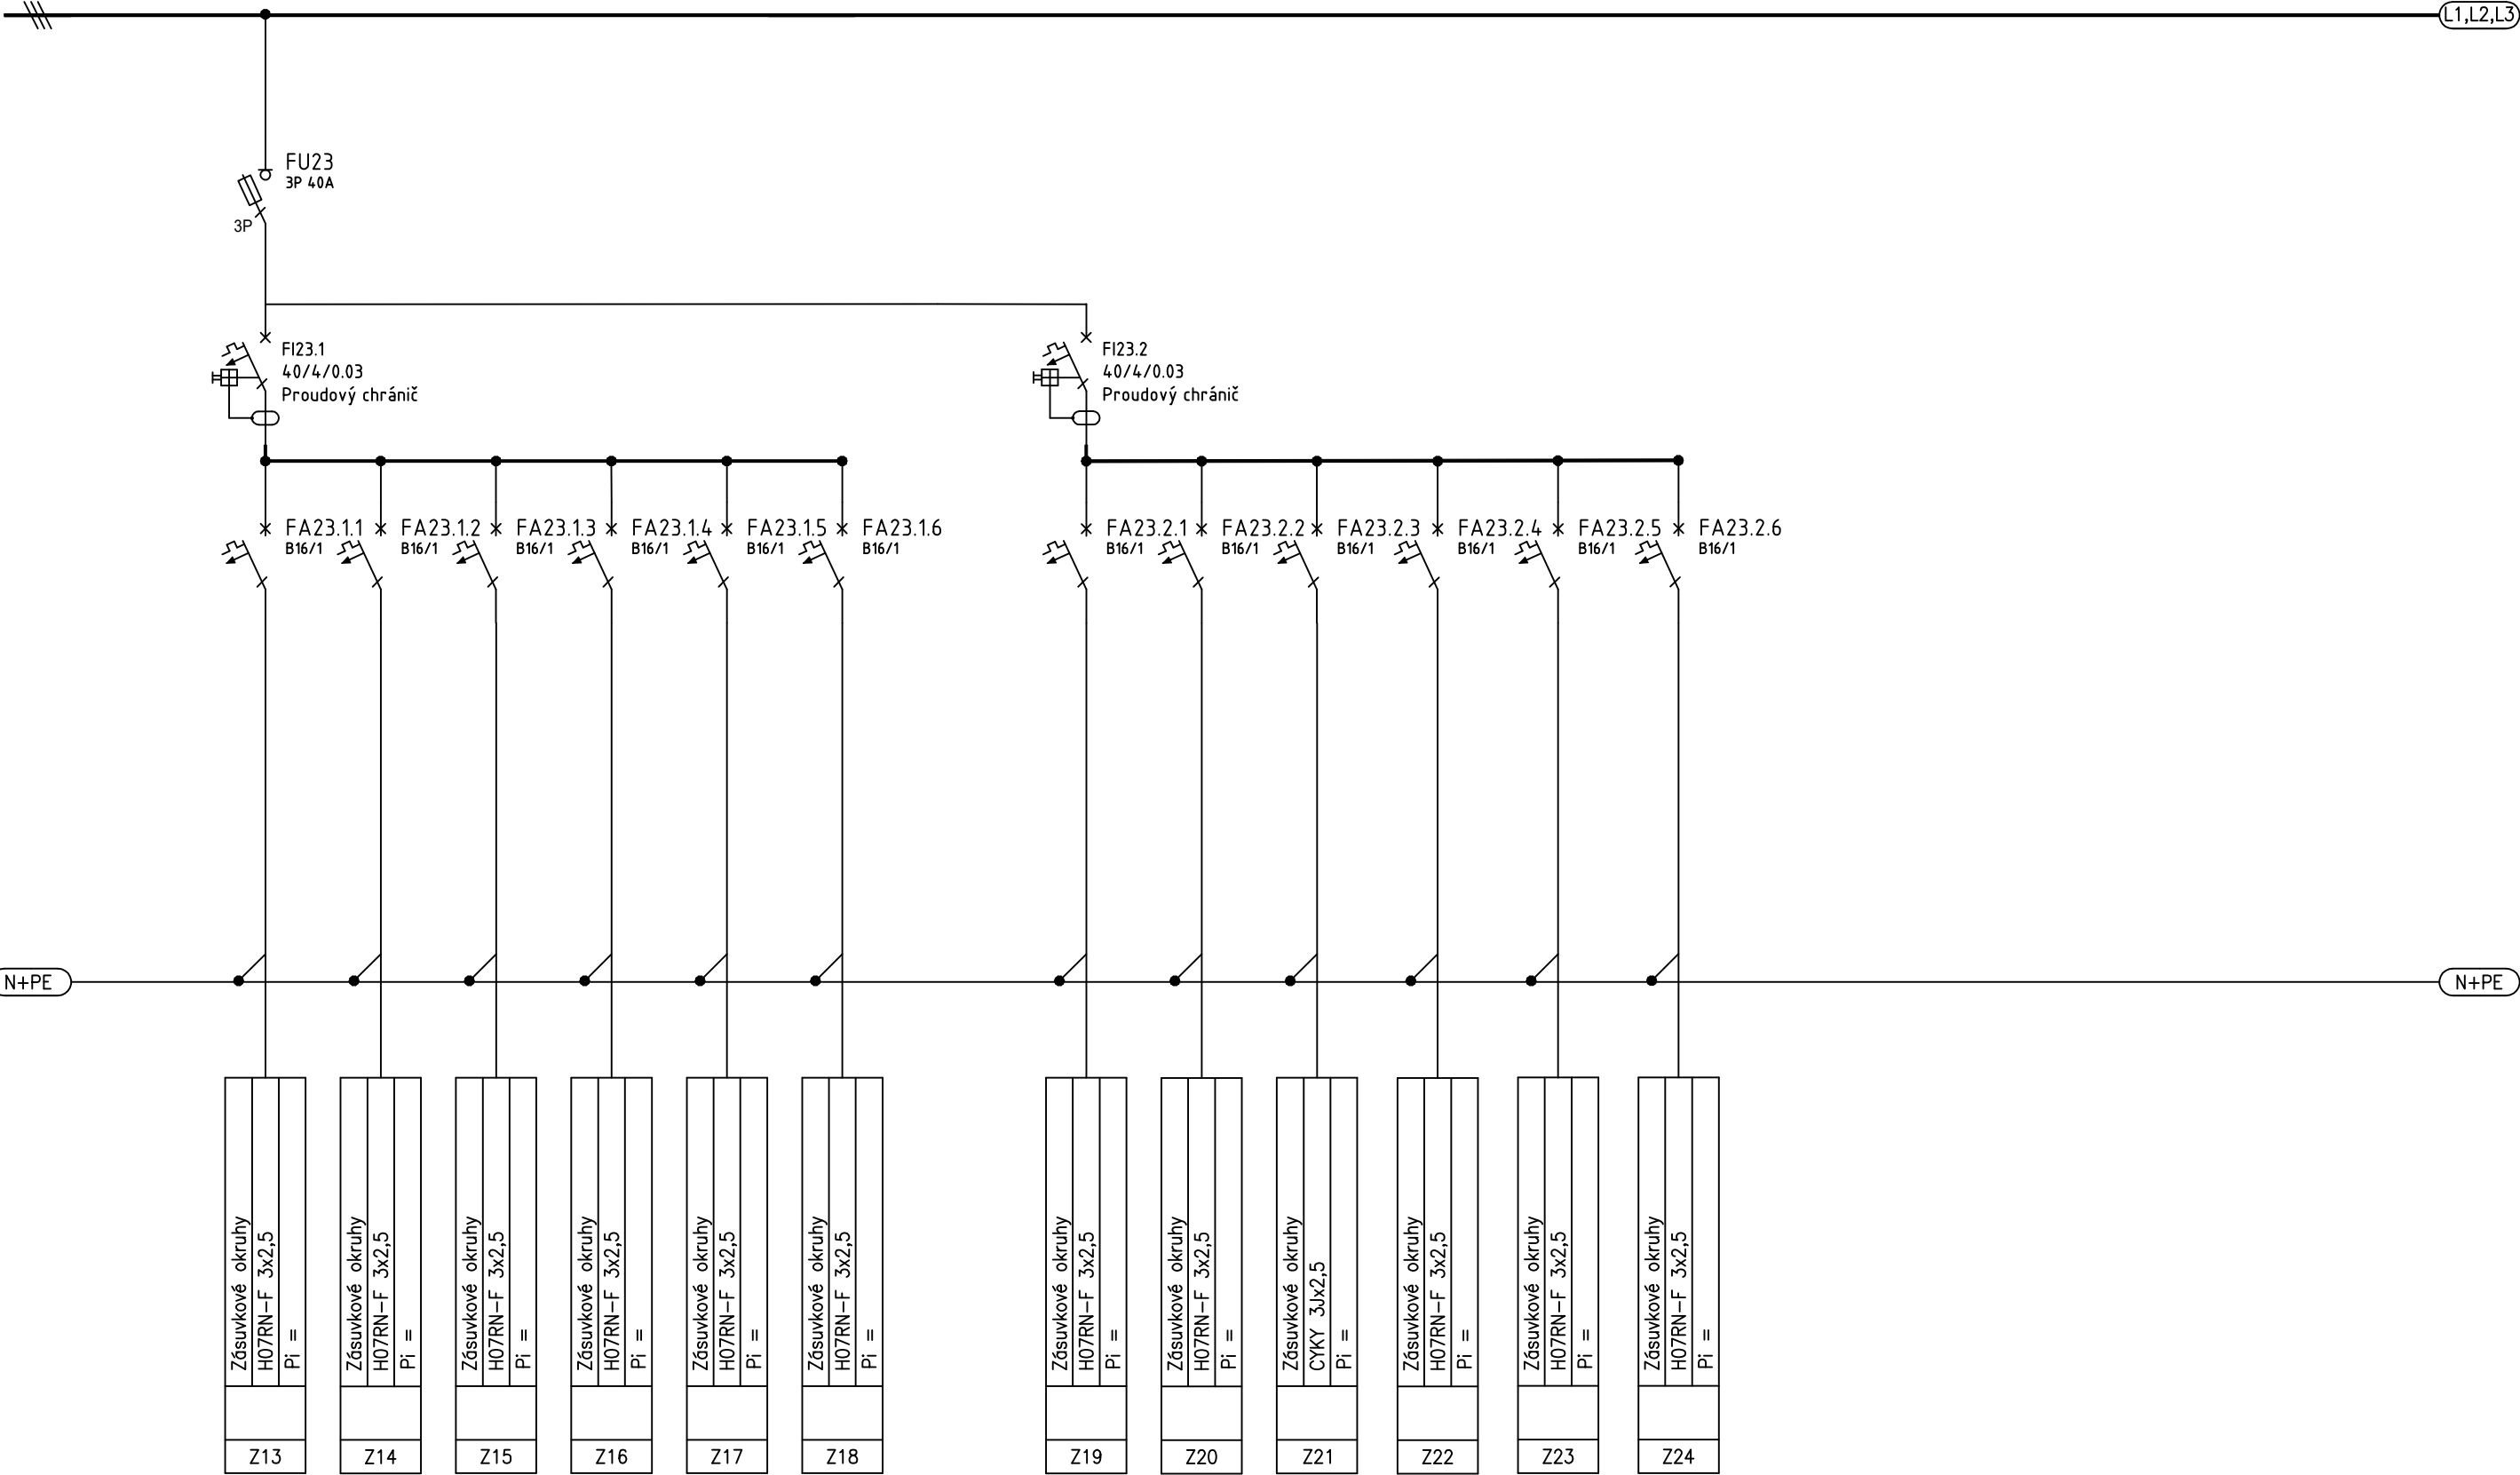 L1,L2,L3
FU23
3P 40A
3P
FI23.1
40/4/0.03
Proudový chránič
FI23.2
40/4/0.03
Proudový chránič
FA23.1.1
B16/1
FA23.1.2
B16/1
FA23.1.3
B16/1
FA23.1.4
B16/1
FA23.1.5
B16/1
FA23.1.6
B16/1
FA23.2.1
B16/1
FA23.2.2
B16/1
FA23.2.3
B16/1
FA23.2.4
B16/1
FA23.2.5
B16/1
FA23.2.6
B16/1
N+PE
N+PE
Zásuvkové okruhy
H07RN-F 3x2,5
Pi =
Z13
Zásuvkové okruhy
H07RN-F 3x2,5
Pi =
Z14
Zásuvkové okruhy
H07RN-F 3x2,5
Pi =
Z15
Zásuvkové okruhy
H07RN-F 3x2,5
Pi =
Z16
Zásuvkové okruhy
H07RN-F 3x2,5
Pi =
Z17
Zásuvkové okruhy
H07RN-F 3x2,5
Pi =
Z18
Zásuvkové okruhy
H07RN-F 3x2,5
Pi =
Z19
Zásuvkové okruhy
H07RN-F 3x2,5
Pi =
Z20
Zásuvkové okruhy
CYKY 3Jx2,5
Pi =
Z21
Zásuvkové okruhy
H07RN-F 3x2,5
Pi =
Z22
Zásuvkové okruhy
H07RN-F 3x2,5
Pi =
Z23
Zásuvkové okruhy
H07RN-F 3x2,5
Pi =
Z24